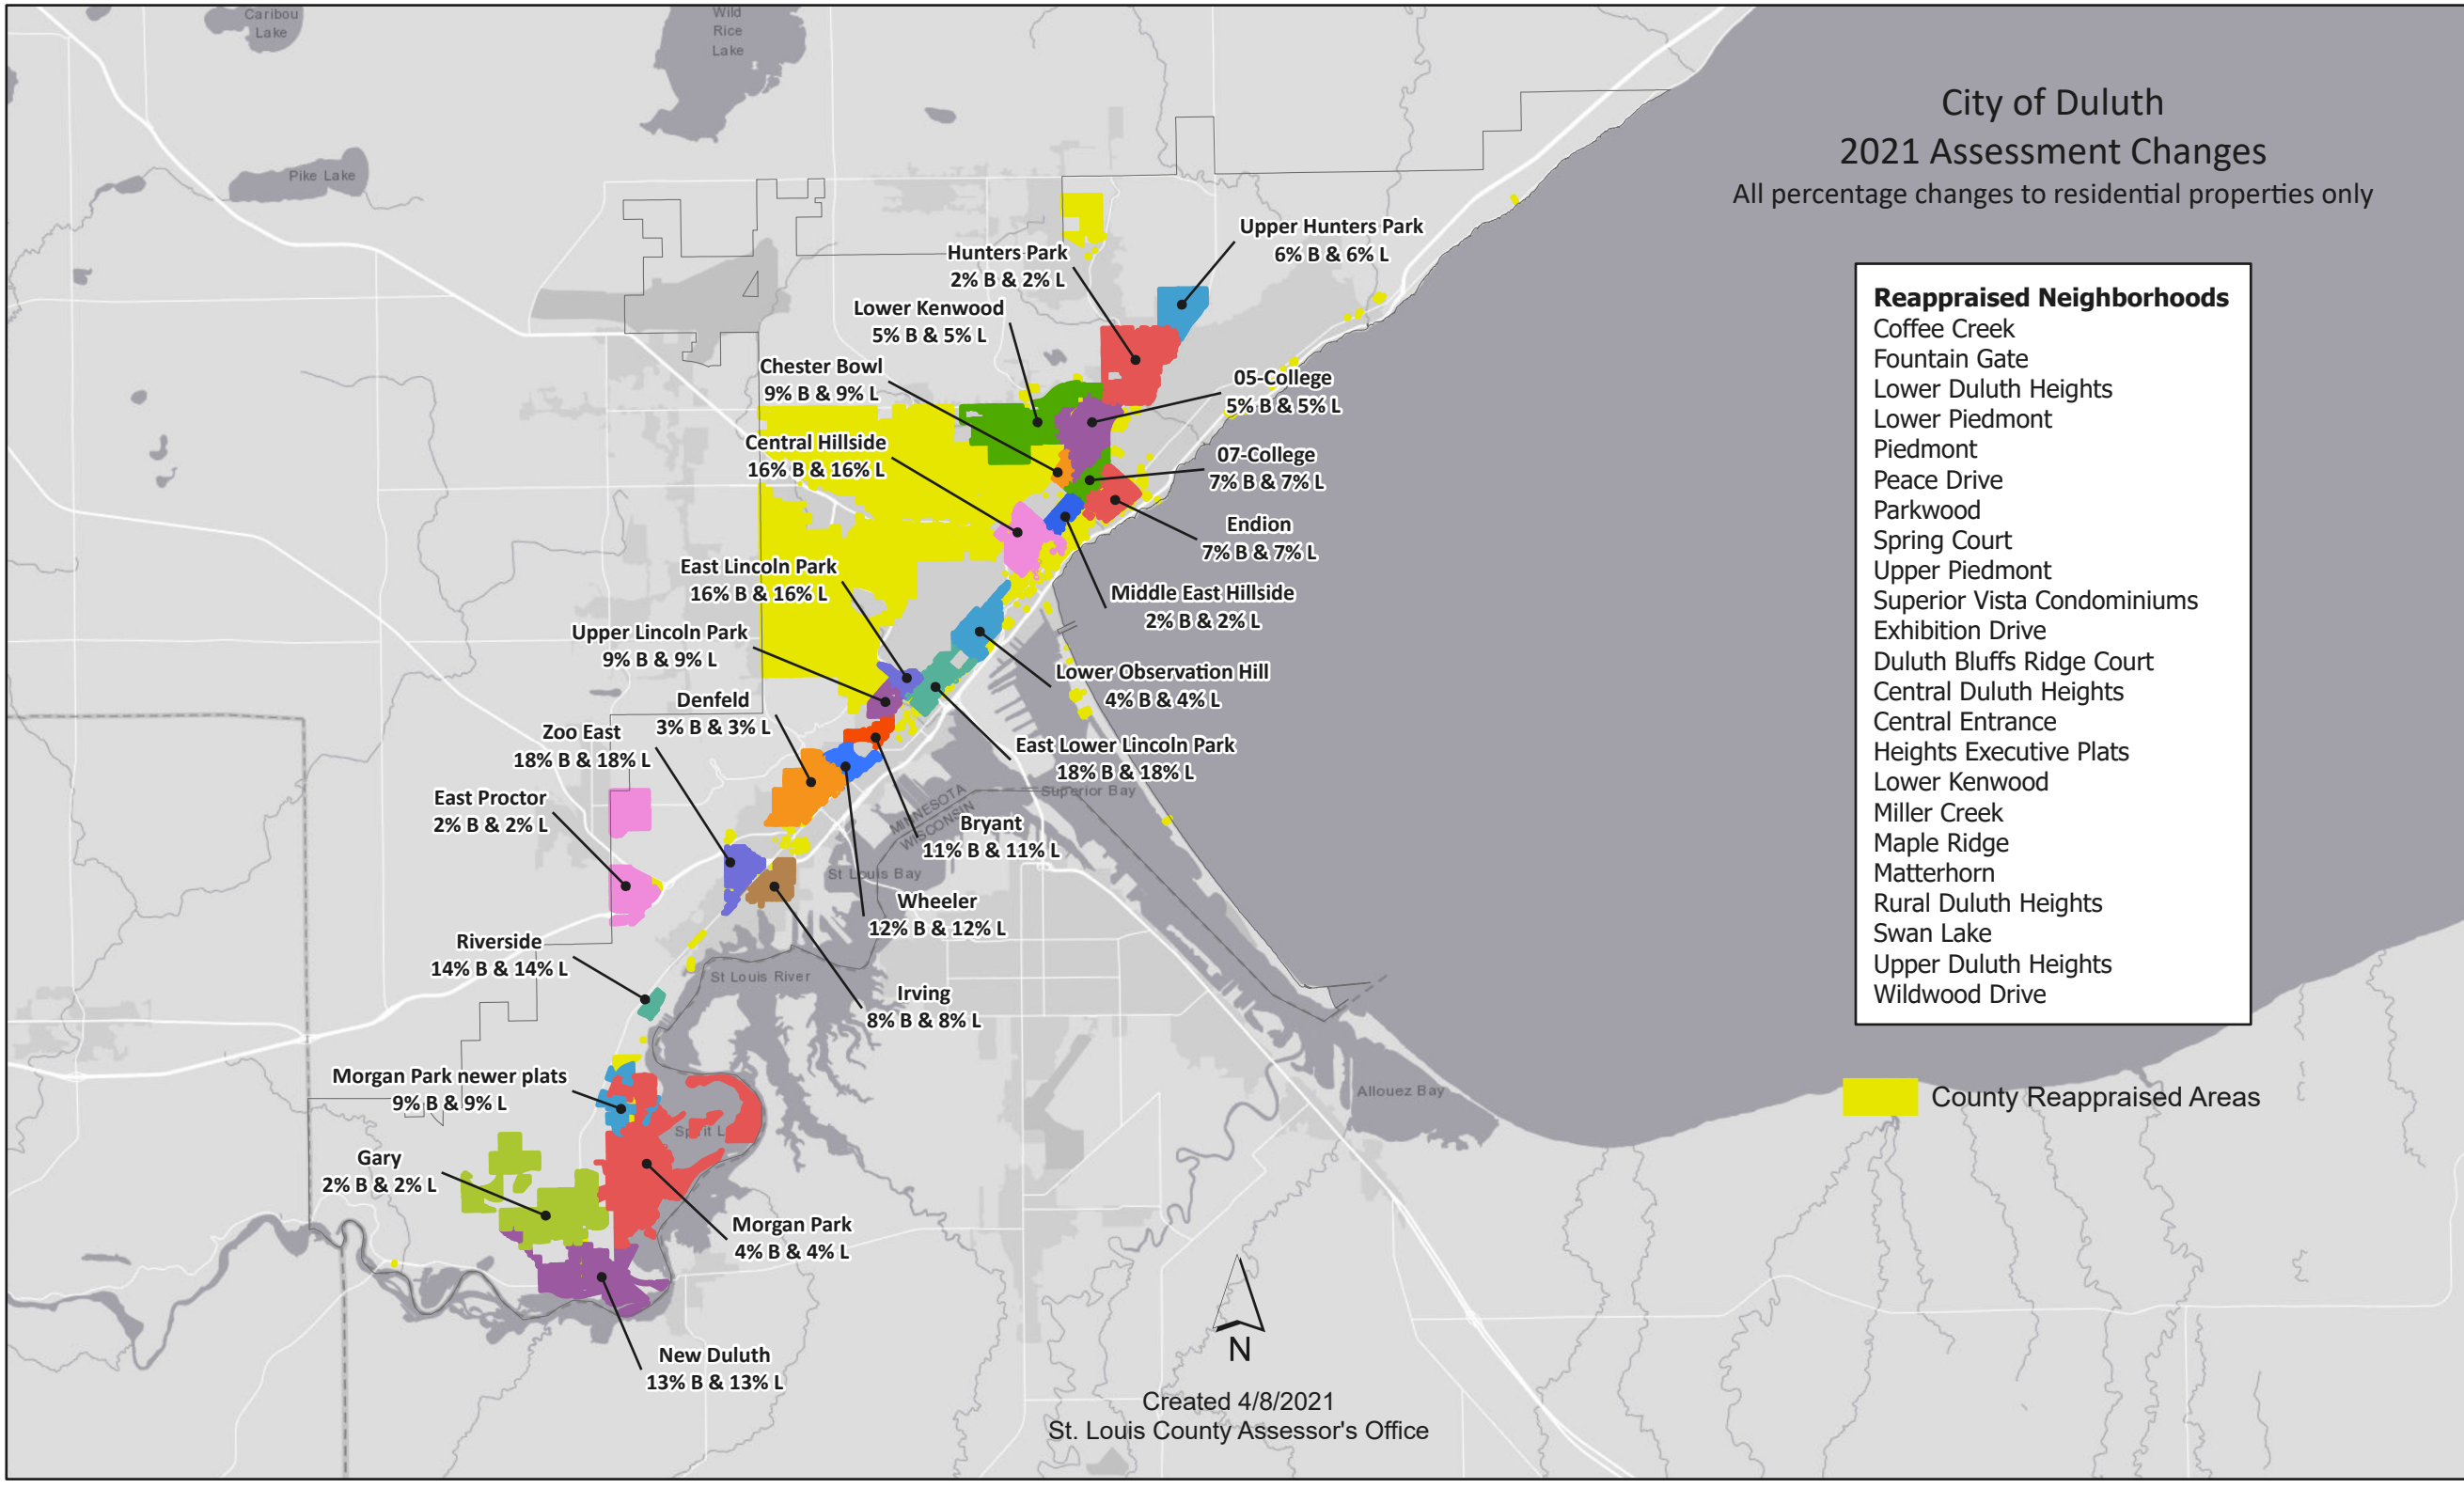 Caribou
Lake
Wild
Rice
Lake
Pike Lake
City of Duluth
2021 Assessment Changes
All percentage changes to residential properties only
Upper Hunters Park
6% B & 6% L
Hunters Park
2% B & 2% L
Lower Kenwood
5% B & 5% L
Chester Bowl
9% B & 9% L
05-College
5% B & 5% L
Central Hillside
16% B & 16% L
07-College
7% B & 7% L
Endion
7% B & 7% L
East Lincoln Park
16% B & 16% L
Middle East Hillside
2% B & 2% L
Upper Lincoln Park
9% B & 9% L
Lower Observation Hill
4% B & 4% L
Denfeld
3% B & 3% L
Zoo East
18% B & 18% L
East Lower Lincoln Park
18% B & 18% L
East Proctor
2% B & 2% L
Superior Bay
MINNESOTA
WISCONSIN
Bryant
11% B & 11% L
St Louis Bay
Wheeler
12% B & 12% L
Riverside
14% B & 14% L
St Louis River
Irving
8% B & 8% L
Morgan Park newer plats
9% B & 9% L
Spirit L
Allouez Bay
Gary
2% B & 2% L
Morgan Park
4% B & 4% L
New Duluth
13% B & 13% L
Reappraised Neighborhoods
Coffee Creek
Fountain Gate
Lower Duluth Heights
Lower Piedmont
Piedmont
Peace Drive
Parkwood
Spring Court
Upper Piedmont
Superior Vista Condominiums
Exhibition Drive
Duluth Bluffs Ridge Court
Central Duluth Heights
Central Entrance
Heights Executive Plats
Lower Kenwood
Miller Creek
Maple Ridge
Matterhorn
Rural Duluth Heights
Swan Lake
Upper Duluth Heights
Wildwood Drive
County Reappraised Areas
N
Created 4/8/2021
St. Louis County Assessor's Office